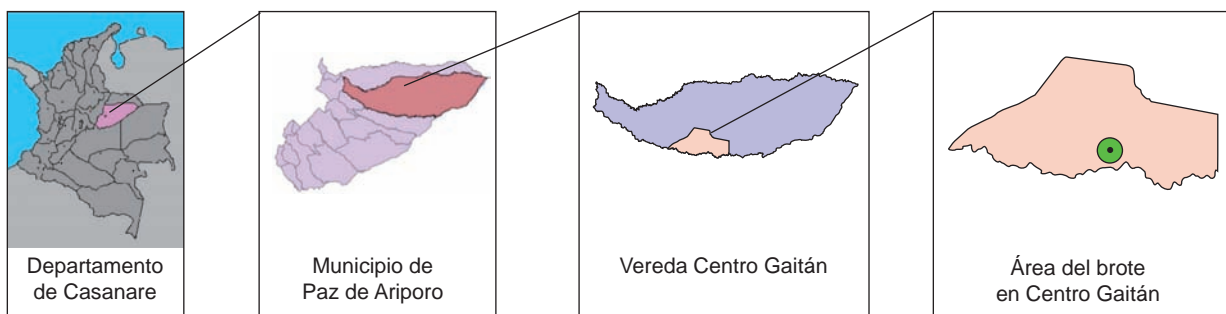 Departamento
de Casanare
Municipio de
Paz de Ariporo
Vereda Centro Gaitán
Área del brote
en Centro Gaitán